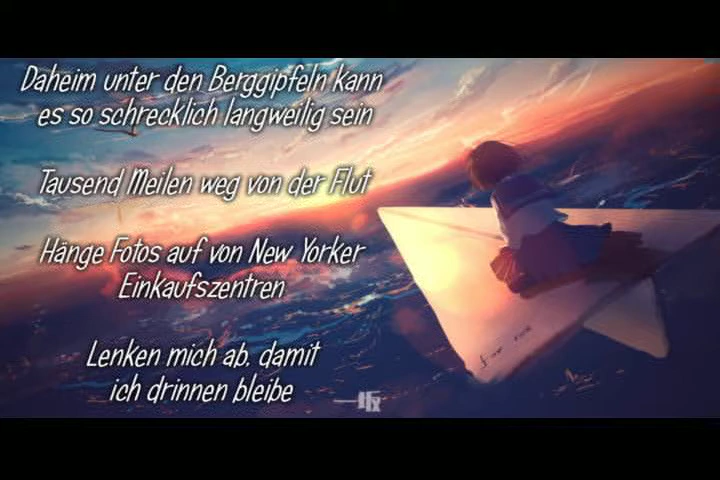 Daheim unter den Berggipfeln kann
es so schrecklich langweilig sein
Tausend Meilen weg von der Flut
Hänge Fotos auf von New Yorker
Einkaufszentren
Lenken mich ab, damit
ich drinnen bleibe